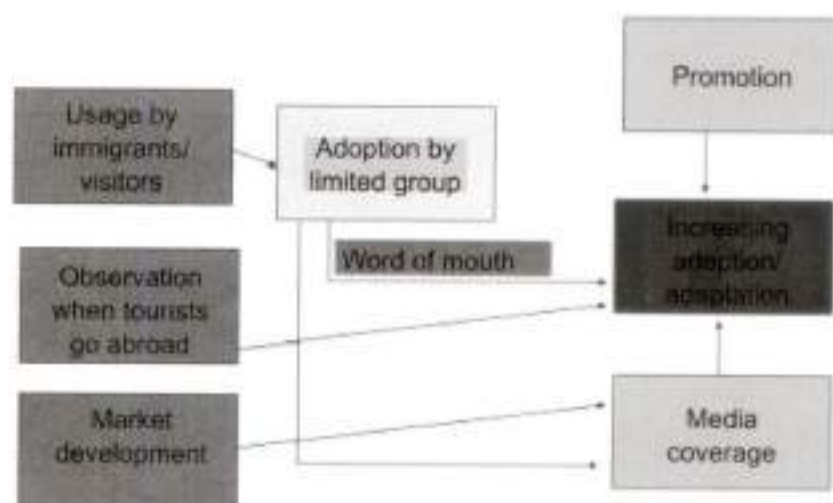 Promotion
Usage by
immigrants/
visitors
Adoption by
limited group
Word of mouth
Increasing
adaption/
adaptation
Observation
when tourists
go abroad
Market
development
Media
coverage